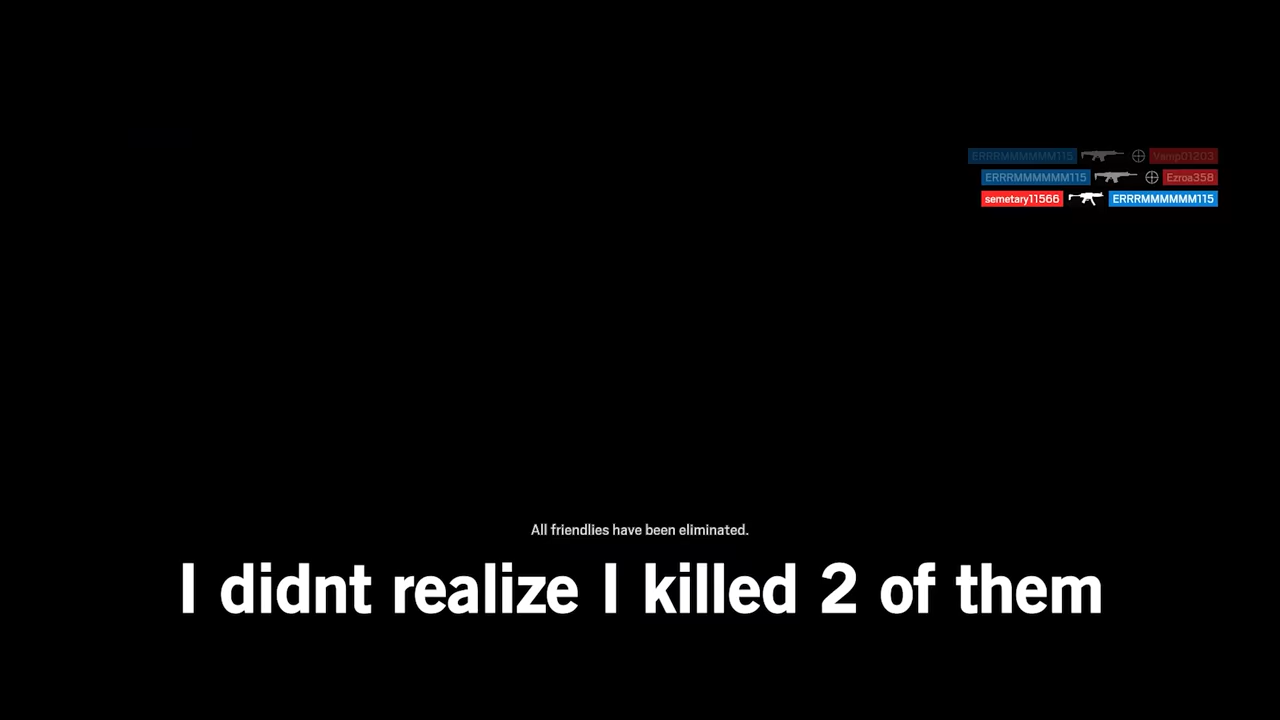 ERRRMMMMMM115 Vamp01203
ERRRMMMMMM115 Ezroa358
semetary11566 ERRRMMMMMM115
All friendlies have been eliminated.
I didnt realize I killed 2 of them